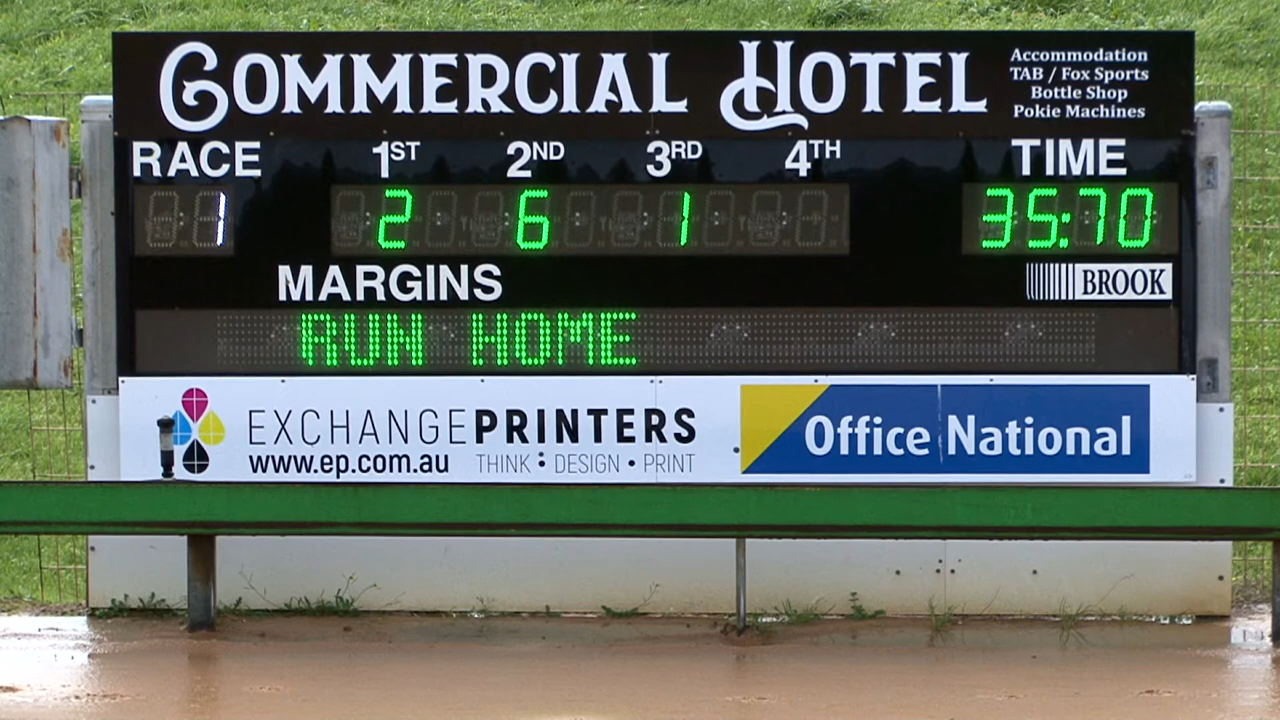 COMMERCIAL HOTEL
Accommodation
TAB / Fox Sports
Bottle Shop
Pokie Machines
RACE 1ST 2ND 3RD 4TH TIME
1 2 6 1 35:70
MARGINS
BROOK
RUN HOME
EXCHANGEPRINTERS
www.ep.com.au THINK • DESIGN • PRINT
Office National